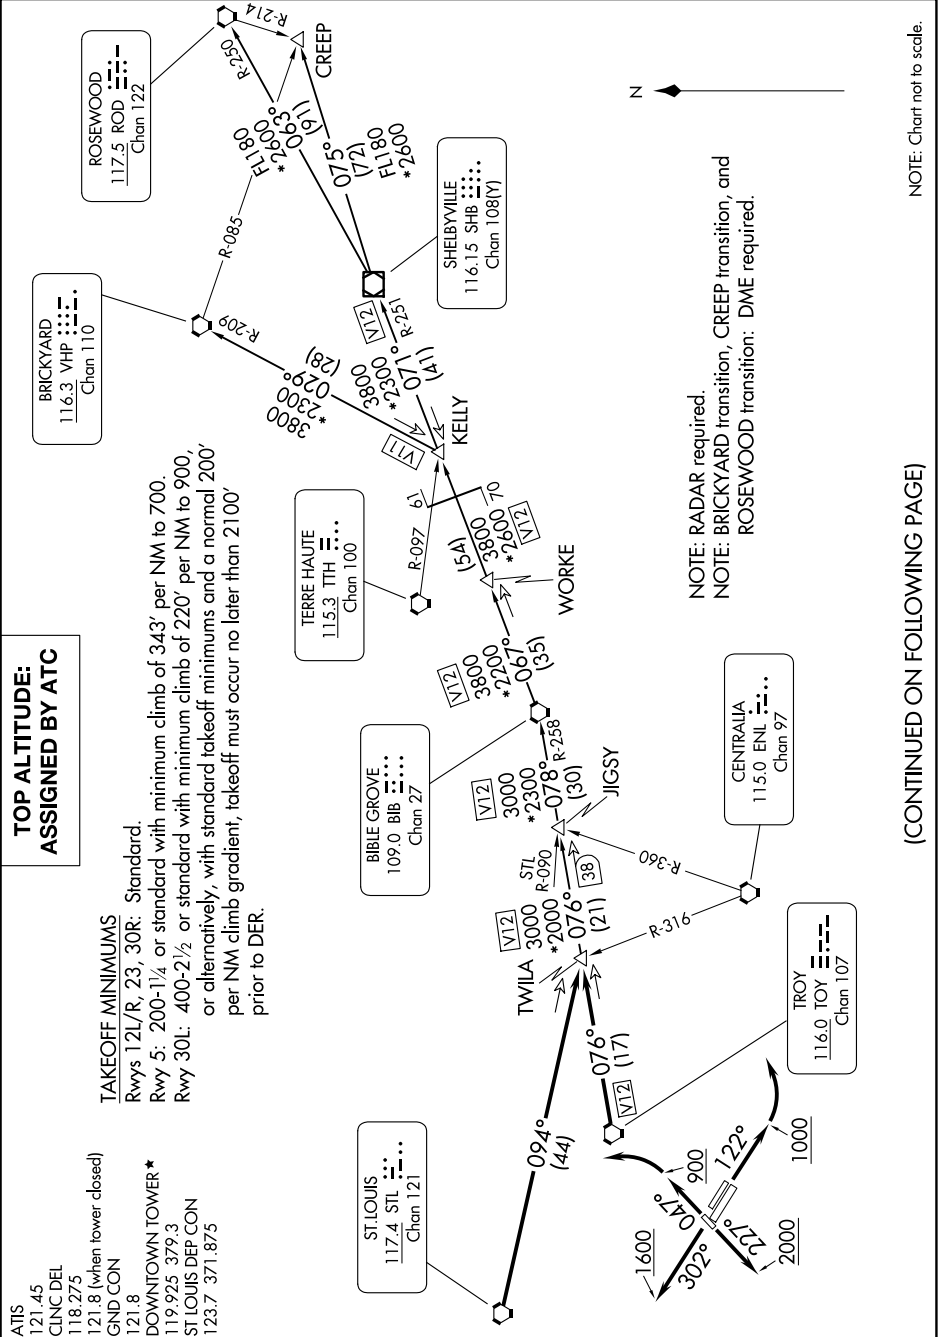 ATIS
121.45
CLNC DEL
118.275
121.8 (when tower closed)
GND CON
121.8
DOWNTOWN TOWER★
119.925 379.3
ST LOUIS DEP CON
123.7 371.875
TOP ALTITUDE:
ASSIGNED BY ATC
TAKEOFF MINIMUMS
Rwys 12L/R, 23, 30R: Standard.
Rwy 5: 200-1¼ or standard with minimum climb of 343' per NM to 700.
Rwy 30L: 400-2½ or standard with minimum climb of 220' per NM to 900,
or alternatively, with standard takeoff minimums and a normal 200'
per NM climb gradient, takeoff must occur no later than 2100'
prior to DER.
ST.LOUIS
117.4 STL
Chan 121
094°
(44)
1600
302°
047°
900
122°
1000
227°
2000
TROY
116.0 TOY
Chan 107
V12
076°
(17)
TWILA
V12
3000
*2000
076°
(21)
STL
R-090
38
R-316
R-360
CENTRALIA
115.0 ENL
Chan 97
JIGSY
V12
3000
*2300
078°
(30)
R-258
BIBLE GROVE
109.0 BIB
Chan 27
V12
3800
*2200
067°
(35)
WORKE
(54)
3800
*2600
V12
61
70
TERRE HAUTE
115.3 TTH
Chan 100
R-097
KELLY
V11
3800
*2300
029°
(28)
R-209
BRICKYARD
116.3 VHP
Chan 110
R-085
V12
3800
*2300
071°
(41)
R-251
SHELBYVILLE
116.15 SHB
Chan 108(Y)
FL180
*2600
063°
(91)
R-250
075°
(72)
FL180
*2600
ROSEWOOD
117.5 ROD
Chan 122
R-214
CREEP
N
NOTE: RADAR required.
NOTE: BRICKYARD transition, CREEP transition, and
ROSEWOOD transition: DME required.
NOTE: Chart not to scale.
(CONTINUED ON FOLLOWING PAGE)